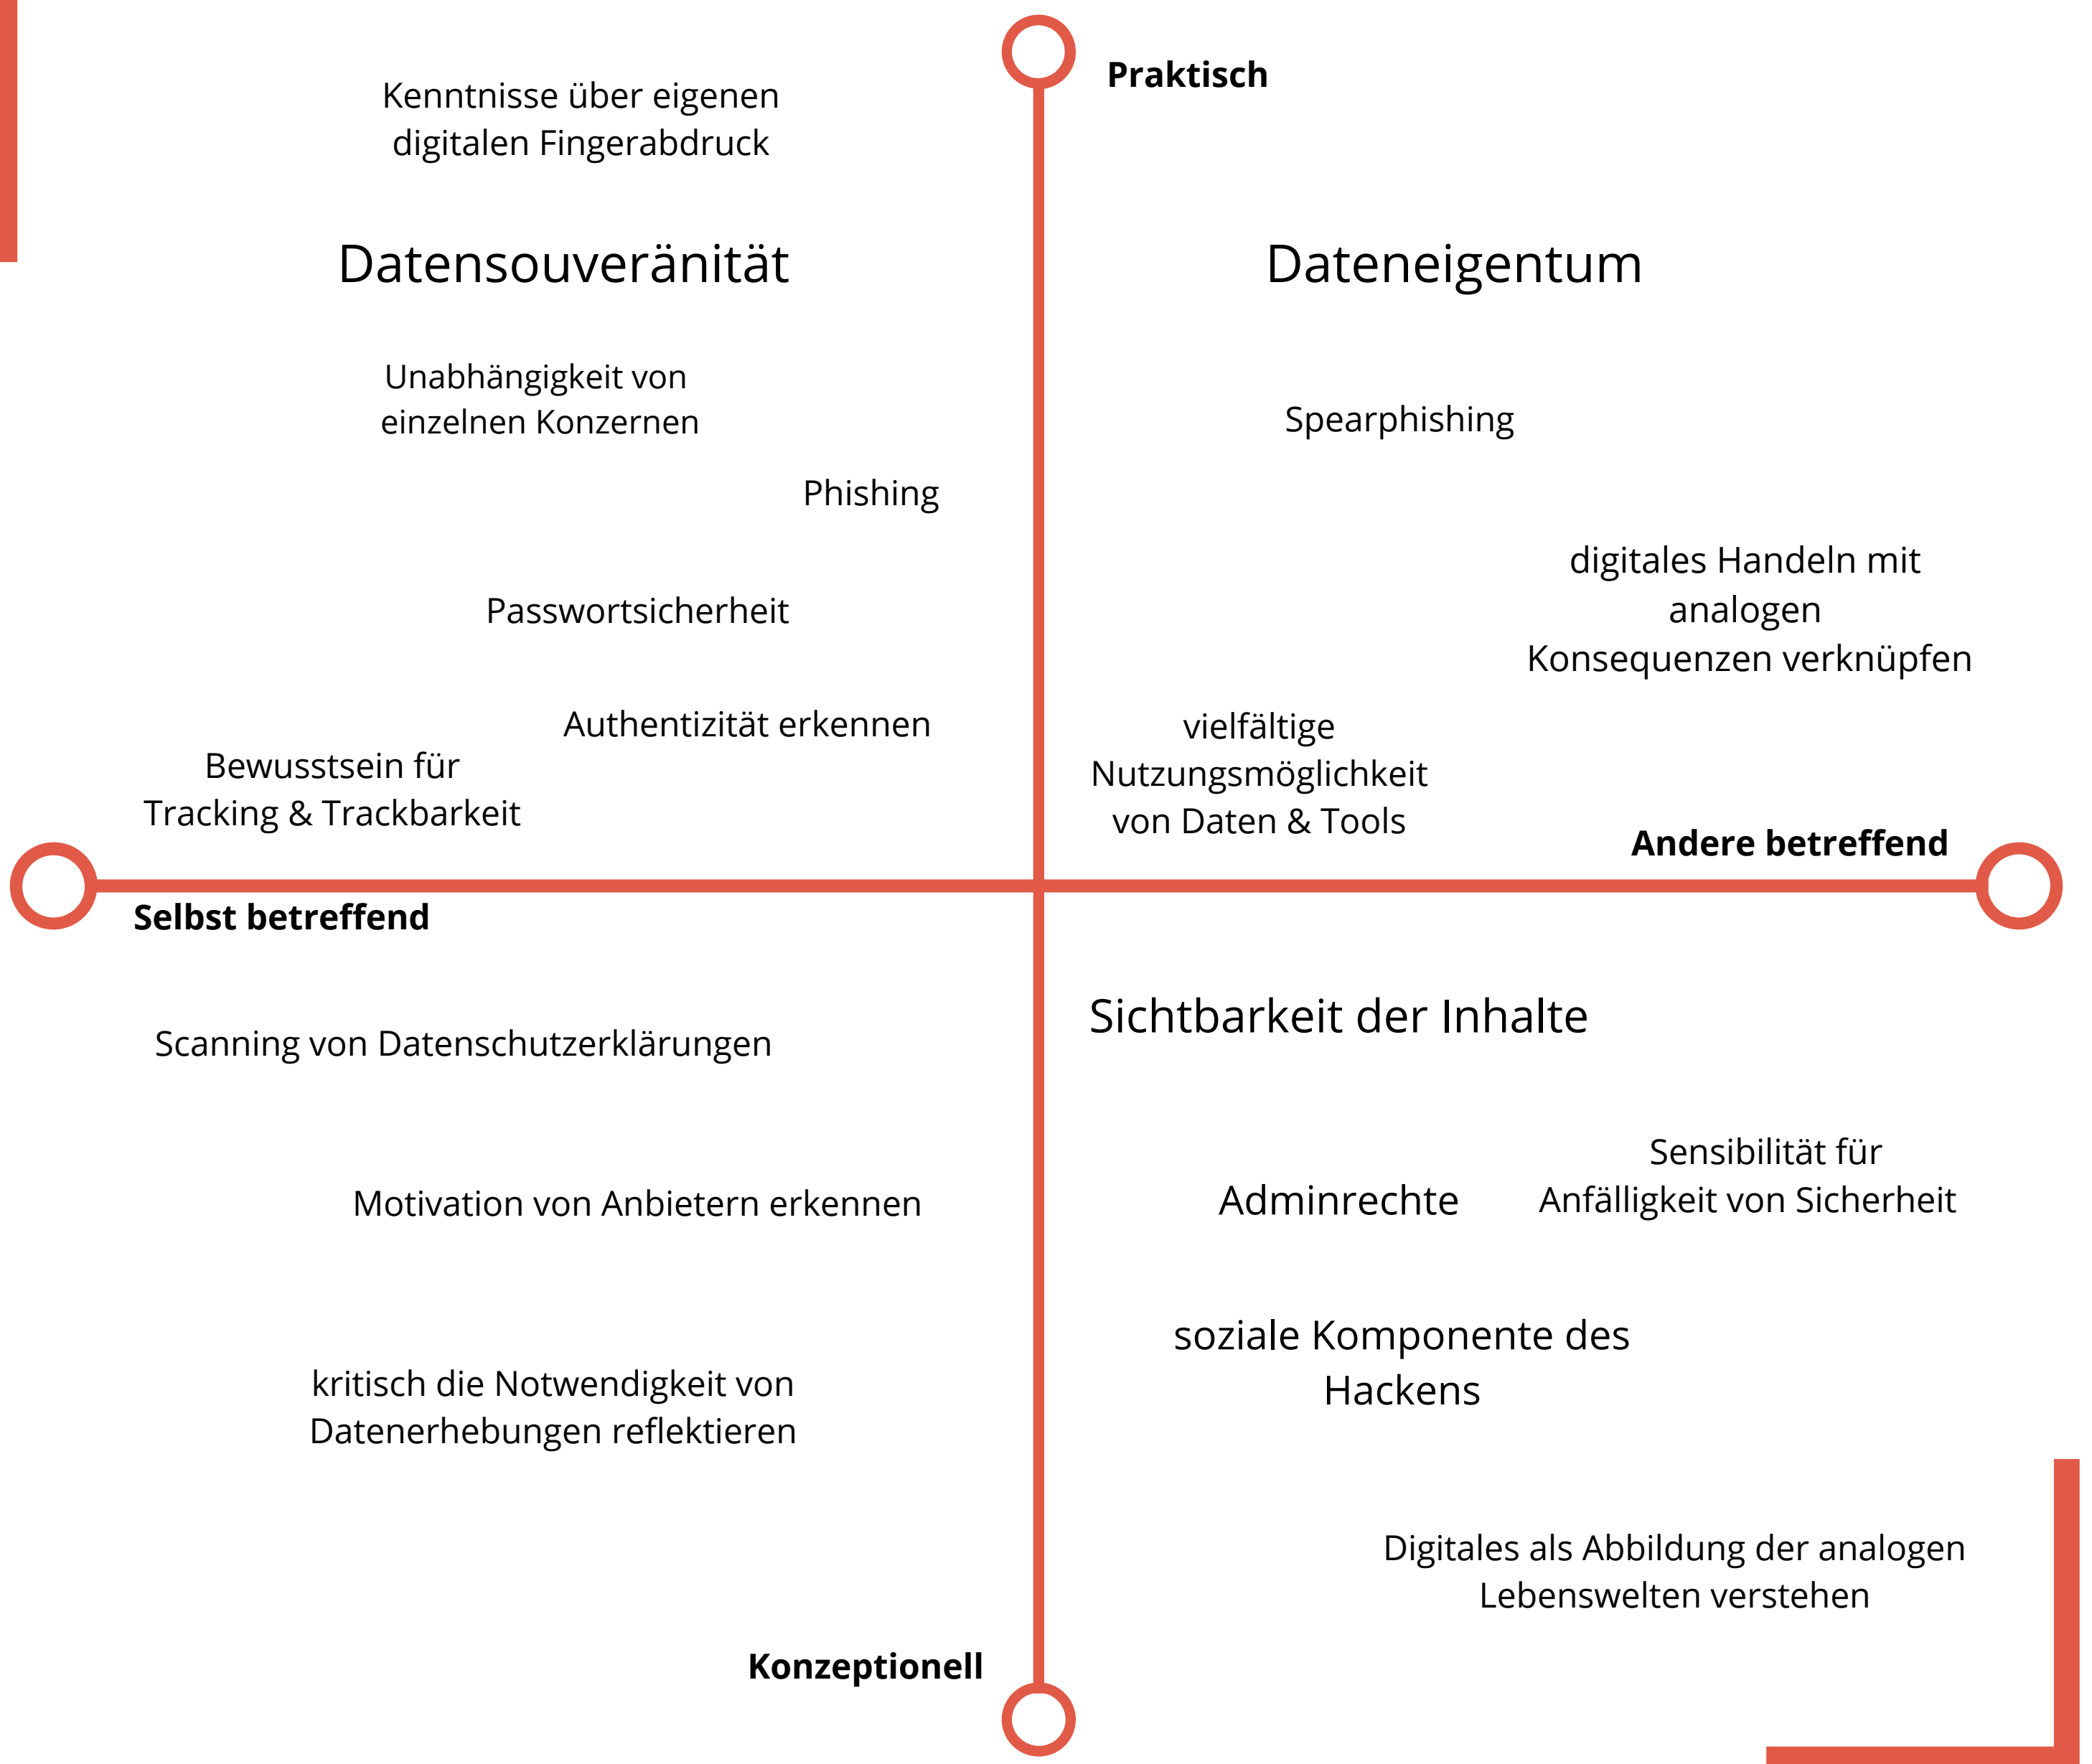 Praktisch
Kenntnisse über eigenen
digitalen Fingerabdruck
Datensouveränität
Dateneigentum
Unabhängigkeit von
einzelnen Konzernen
Spearphishing
Phishing
digitales Handeln mit
analogen
Konsequenzen verknüpfen
Passwortsicherheit
Authentizität erkennen
vielfältige
Nutzungsmöglichkeit
von Daten & Tools
Bewusstsein für
Tracking & Trackbarkeit
Andere betreffend
Selbst betreffend
Sichtbarkeit der Inhalte
Scanning von Datenschutzerklärungen
Sensibilität für
Anfälligkeit von Sicherheit
Adminrechte
Motivation von Anbietern erkennen
soziale Komponente des
Hackens
kritisch die Notwendigkeit von
Datenerhebungen reflektieren
Digitales als Abbildung der analogen
Lebenswelten verstehen
Konzeptionell